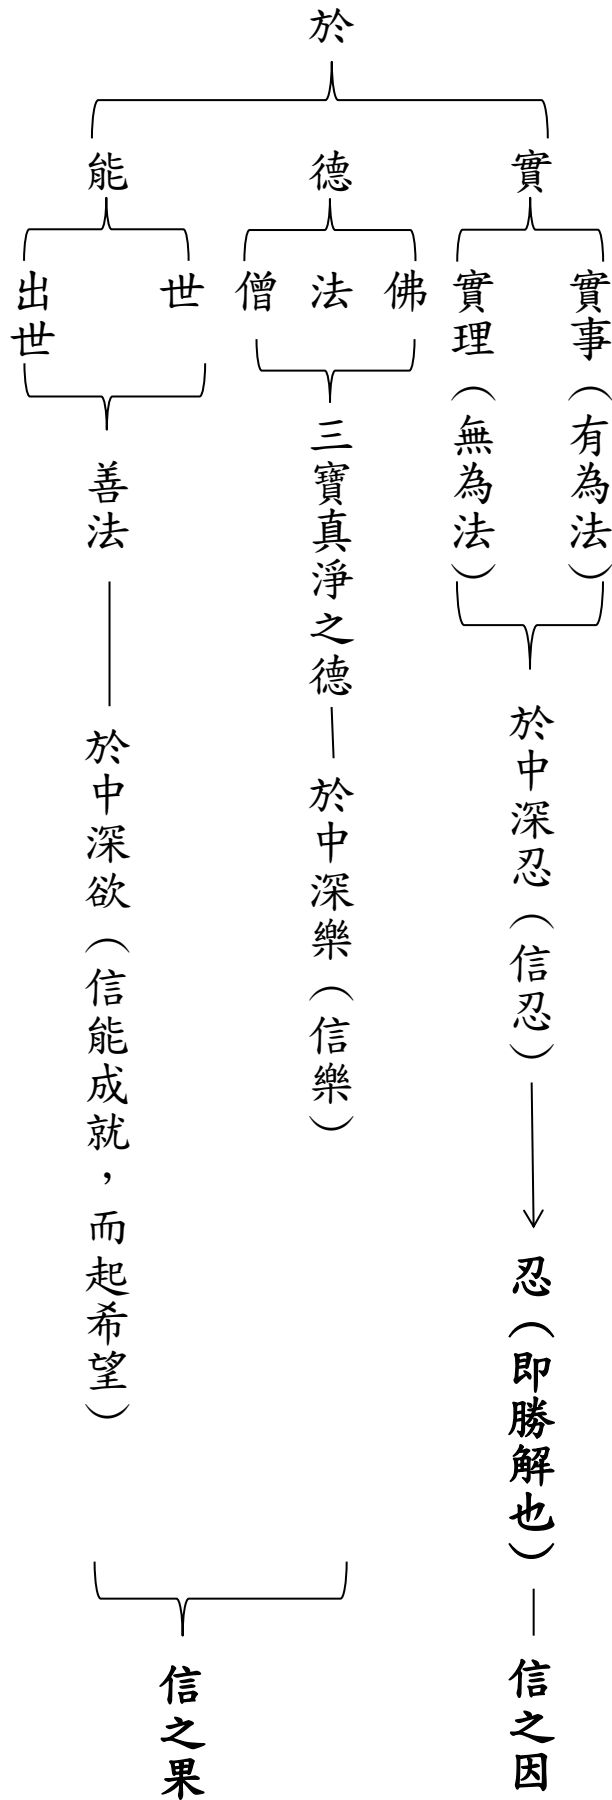 於
實
德
能
實事（有為法）
實理（無為法）
佛
法
僧
世
出世
於中深忍（信忍）
忍（即勝解也）
信之因
三寶真淨之德
於中深樂（信樂）
善法
於中深欲（信能成就，而起希望）
信之果